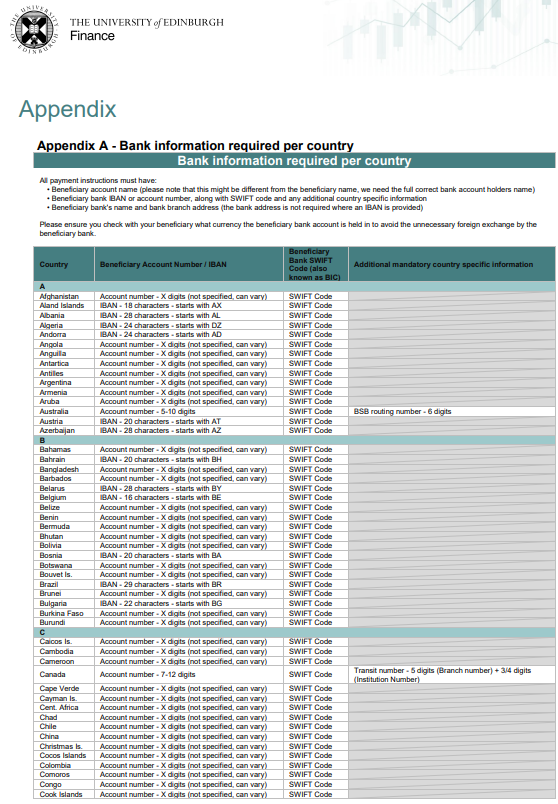 THE UNIVERSITY OF EDINBURGH
Finance
Appendix
Appendix A - Bank information required per country
Bank information required per country
All payment instructions must have:
• Beneficiary account name (please note that this might be different from the beneficiary name, we need the full correct bank account holders name)
• Beneficiary bank IBAN or account number, along with SWIFT code and any additional country specific information
• Beneficiary bank's name and bank branch address (the bank address is not required where an IBAN is provided)
Please ensure you check with your beneficiary what currency the beneficiary bank account is held in to avoid the unnecessary foreign exchange by the
beneficiary bank.
Country Beneficiary Account Number / IBAN Beneficiary Bank SWIFT Code (also known as BIC) Additional mandatory country specific information
A
Afghanistan Account number - X digits (not specified, can vary) SWIFT Code
Aland Islands IBAN - 18 characters - starts with AX SWIFT Code
Albania IBAN - 28 characters - starts with AL SWIFT Code
Algeria IBAN - 24 characters - starts with DZ SWIFT Code
Andorra IBAN - 24 characters - starts with AD SWIFT Code
Angola Account number - X digits (not specified, can vary) SWIFT Code
Anguilla Account number - X digits (not specified, can vary) SWIFT Code
Antartica Account number - X digits (not specified, can vary) SWIFT Code
Antilles Account number - X digits (not specified, can vary) SWIFT Code
Argentina Account number - X digits (not specified, can vary) SWIFT Code
Armenia Account number - X digits (not specified, can vary) SWIFT Code
Aruba Account number - X digits (not specified, can vary) SWIFT Code
Australia Account number - 5-10 digits SWIFT Code BSB routing number - 6 digits
Austria IBAN - 20 characters - starts with AT SWIFT Code
Azerbaijan IBAN - 28 characters - starts with AZ SWIFT Code
B
Bahamas Account number - X digits (not specified, can vary) SWIFT Code
Bahrain IBAN - 20 characters - starts with BH SWIFT Code
Bangladesh Account number - X digits (not specified, can vary) SWIFT Code
Barbados Account number - X digits (not specified, can vary) SWIFT Code
Belarus IBAN - 28 characters - starts with BY SWIFT Code
Belgium IBAN - 16 characters - starts with BE SWIFT Code
Belize Account number - X digits (not specified, can vary) SWIFT Code
Benin Account number - X digits (not specified, can vary) SWIFT Code
Bermuda Account number - X digits (not specified, can vary) SWIFT Code
Bhutan Account number - X digits (not specified, can vary) SWIFT Code
Bolivia Account number - X digits (not specified, can vary) SWIFT Code
Bosnia IBAN - 20 characters - starts with BA SWIFT Code
Botswana Account number - X digits (not specified, can vary) SWIFT Code
Bouvet Is. Account number - X digits (not specified, can vary) SWIFT Code
Brazil IBAN - 29 characters - starts with BR SWIFT Code
Brunei Account number - X digits (not specified, can vary) SWIFT Code
Bulgaria IBAN - 22 characters - starts with BG SWIFT Code
Burkina Faso Account number - X digits (not specified, can vary) SWIFT Code
Burundi Account number - X digits (not specified, can vary) SWIFT Code
C
Caicos Is. Account number - X digits (not specified, can vary) SWIFT Code
Cambodia Account number - X digits (not specified, can vary) SWIFT Code
Cameroon Account number - X digits (not specified, can vary) SWIFT Code
Canada Account number - 7-12 digits SWIFT Code Transit number - 5 digits (Branch number) + 3/4 digits
(Institution Number)
Cape Verde Account number - X digits (not specified, can vary) SWIFT Code
Cayman Is. Account number - X digits (not specified, can vary) SWIFT Code
Cent. Africa Account number - X digits (not specified, can vary) SWIFT Code
Chad Account number - X digits (not specified, can vary) SWIFT Code
Chile Account number - X digits (not specified, can vary) SWIFT Code
China Account number - X digits (not specified, can vary) SWIFT Code
Christmas Is. Account number - X digits (not specified, can vary) SWIFT Code
Cocos Islands Account number - X digits (not specified, can vary) SWIFT Code
Colombia Account number - X digits (not specified, can vary) SWIFT Code
Comoros Account number - X digits (not specified, can vary) SWIFT Code
Congo Account number - X digits (not specified, can vary) SWIFT Code
Cook Islands Account number - X digits (not specified, can vary) SWIFT Code